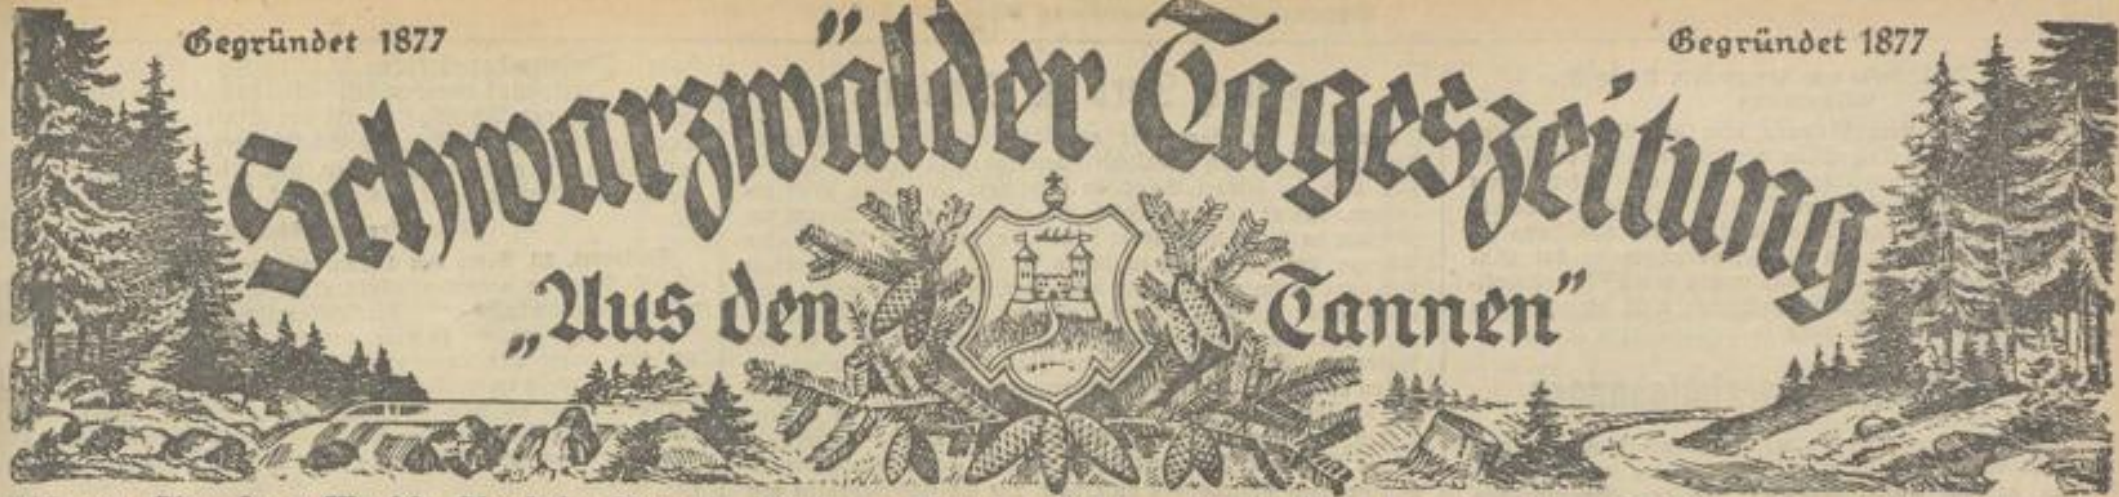 Gegründet 1877
Gegründet 1877
Schwarzwälder Tageszeitung
„Aus den Tannen“